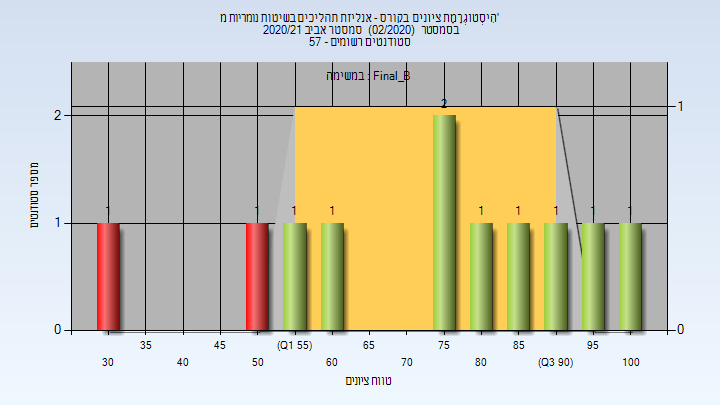 הִיסְטוֹגְרָמַת ציונים בקורס - אנליזת תהליכים בשיטות נומריות מ'
בסמסטר (02/2020) סמסטר אביב 2020/21
סטודנטים רשומים - 57
במשימה : Final_B
מספר סטודנטים
2
1
0
1
0
1 1 1 1 2 1 1 1 1 1
35 45 (Q1 55) 65 75 85 95
30 40 50 60 70 80 (Q3 90) 100
טווח ציונים